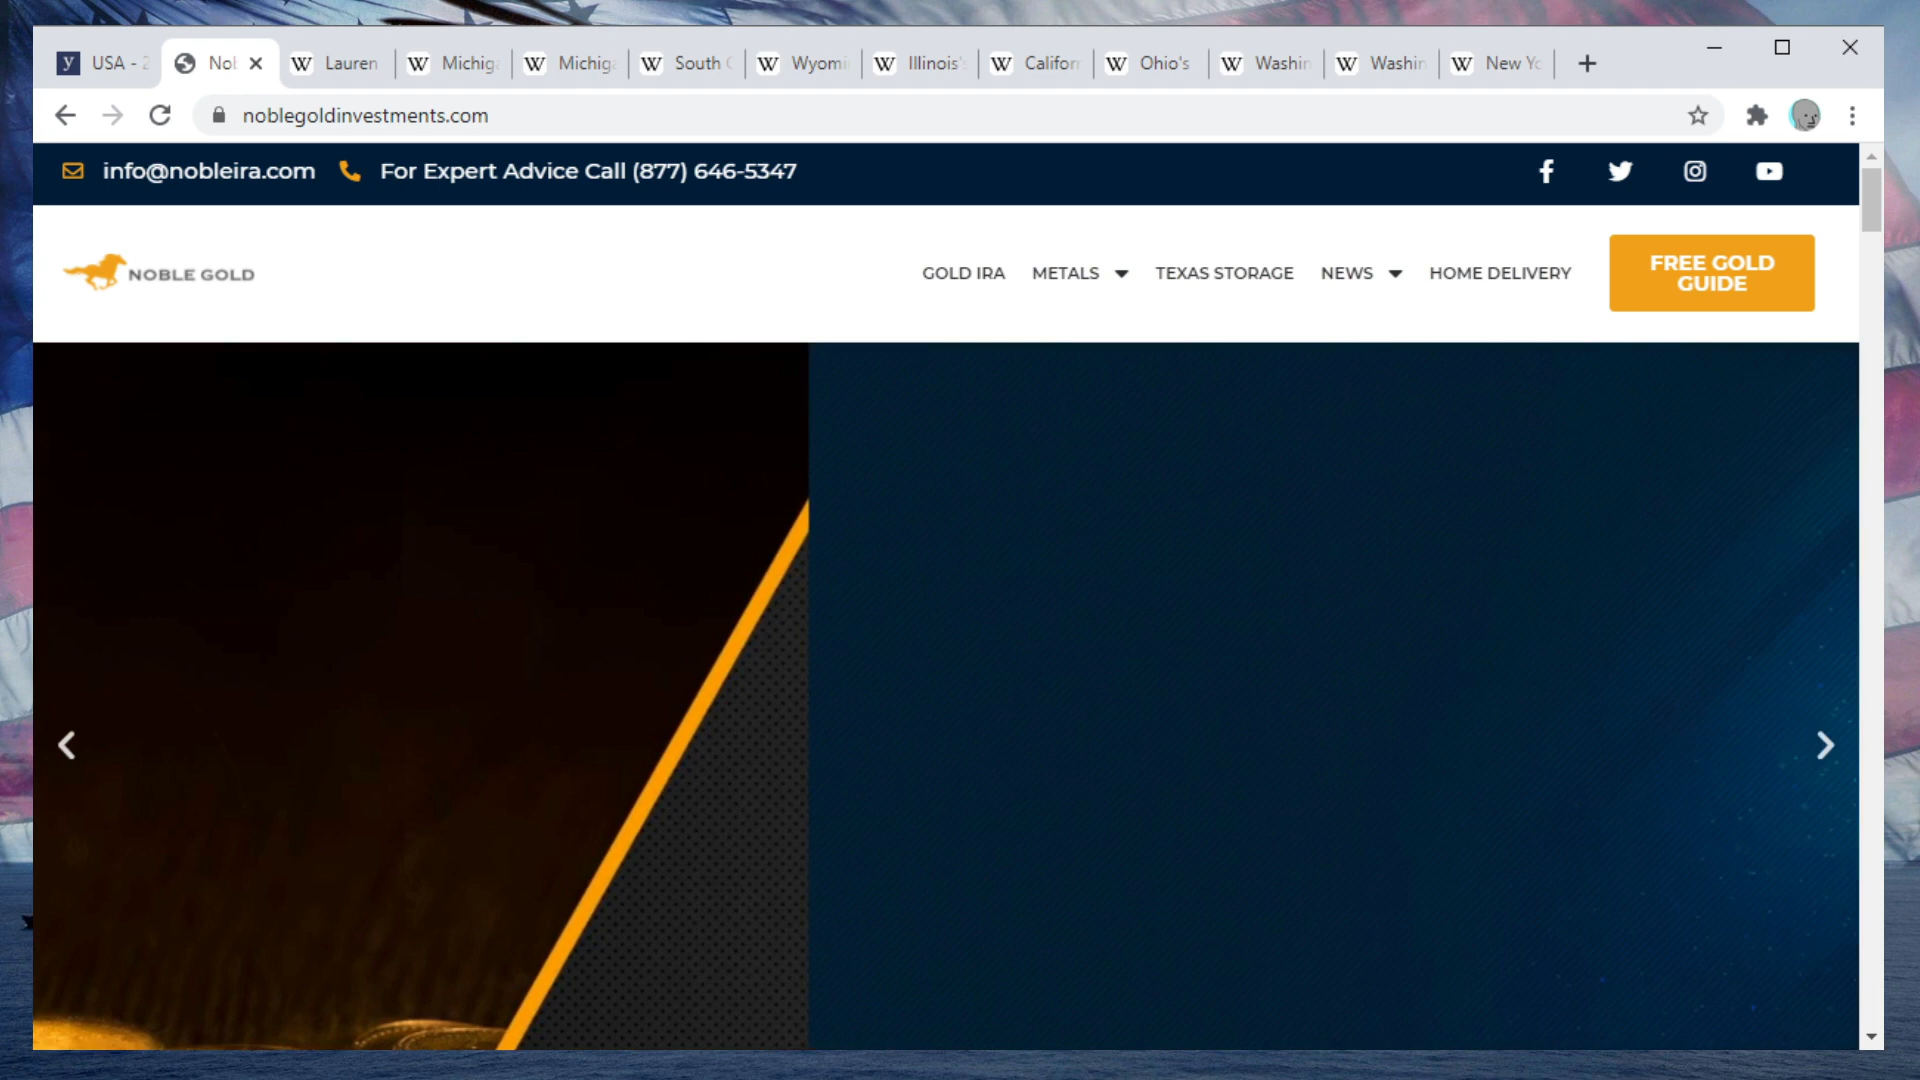 USA - 2
Nol
Lauren
Michig
Michig
South
Wyomi
Illinois's
Califor
Ohio's
Washin
Washin
New Yo
noblegoldinvestments.com
info@nobleira.com For Expert Advice Call (877) 646-5347
NOBLE GOLD
GOLD IRA METALS TEXAS STORAGE NEWS HOME DELIVERY
FREE GOLD
GUIDE